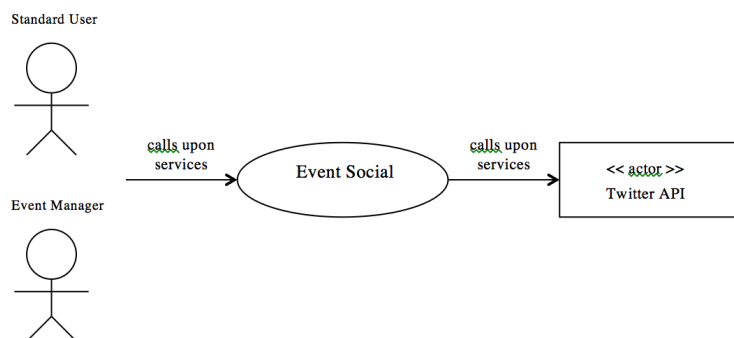 Standard User
calls upon
services
Event Social
calls upon
services
<< actor >>
Twitter API
Event Manager